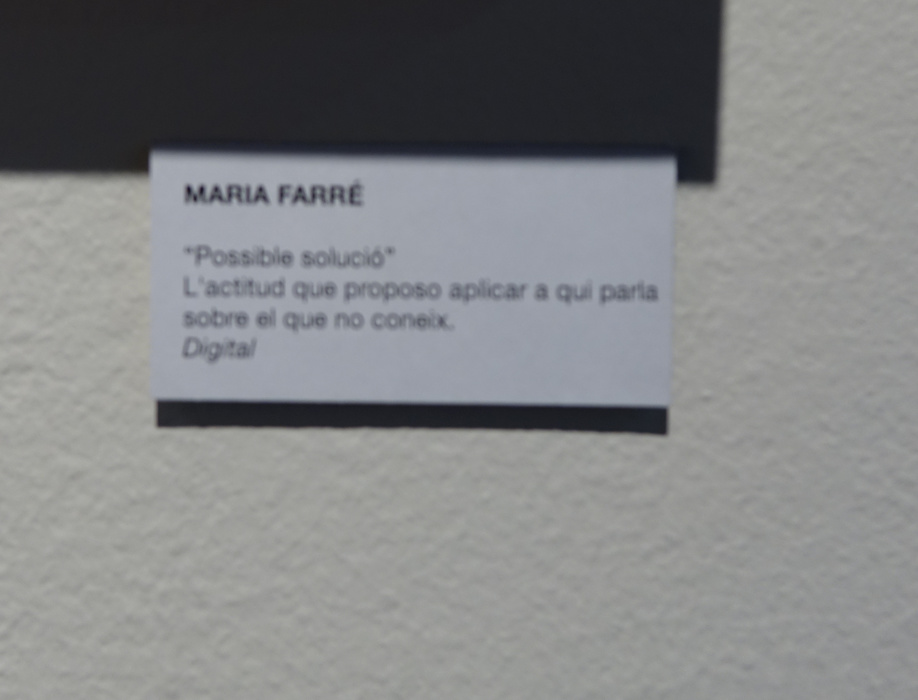 MARIA FARRÉ
"Possible solució"
L'actitud que proposo aplicar a qui parla
sobre el que no coneix.
Digital